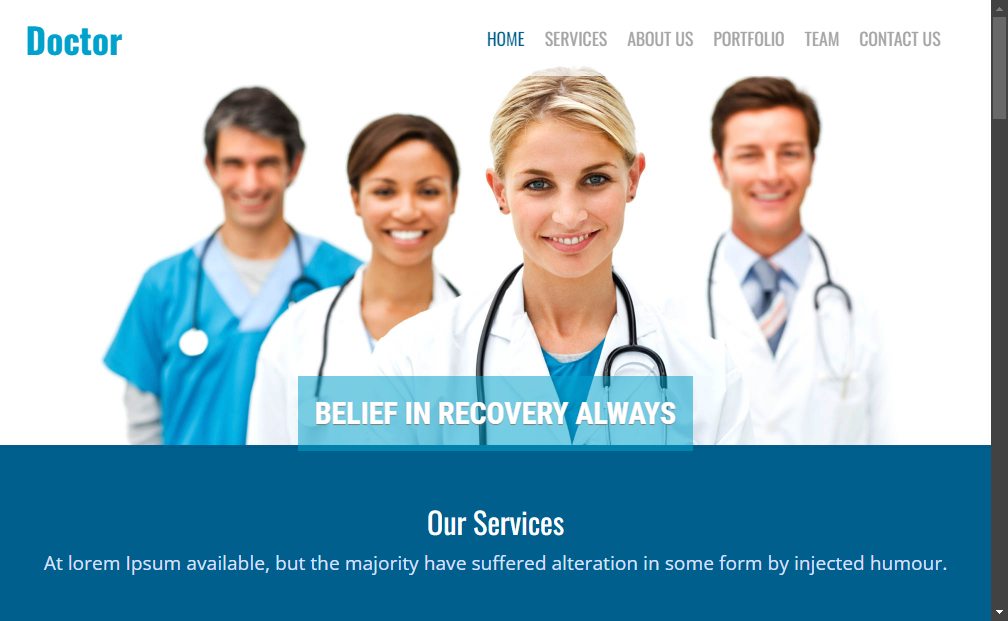 Doctor
HOME SERVICES ABOUT US PORTFOLIO TEAM CONTACT US
BELIEF IN RECOVERY ALWAYS
Our Services
At lorem Ipsum available, but the majority have suffered alteration in some form by injected humour.